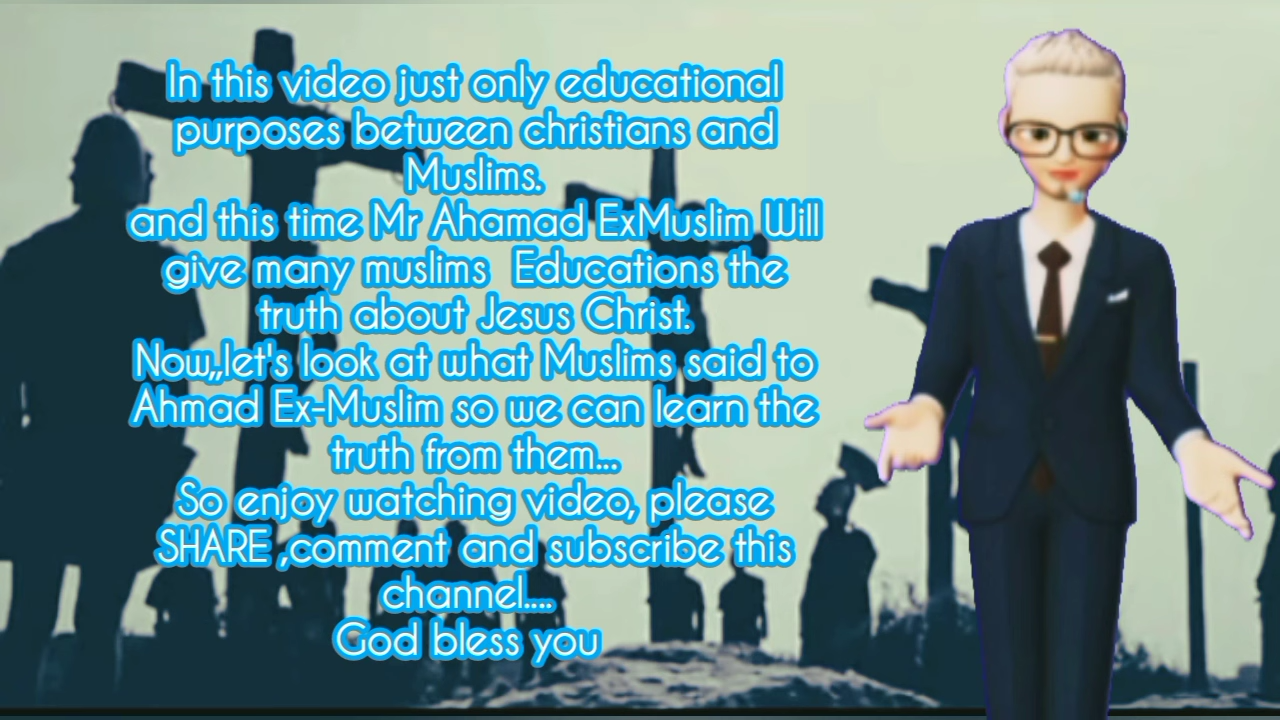 In this video just only educational
purposes between christians and
Muslims.
and this time Mr Ahamad ExMuslim Will
give many muslims Educations the
truth about Jesus Christ.
Now,,let's look at what Muslims said to
Ahmad Ex-Muslim so we can learn the
truth from them...
So enjoy watching video, please
SHARE ,comment and subscribe this
channel....
God bless you